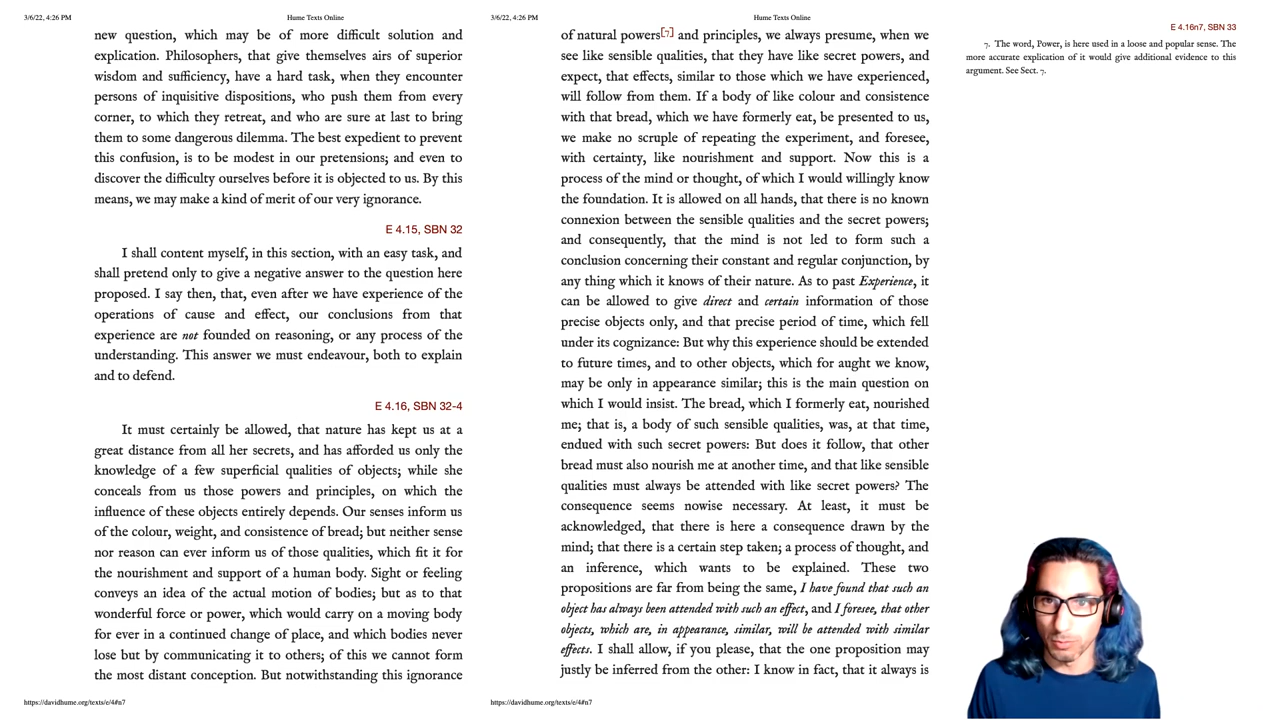 3/6/22, 4:26 PM
Hume Texts Online
new question, which may be of more difficult solution and
explication. Philosophers, that give themselves airs of superior
wisdom and sufficiency, have a hard task, when they encounter
persons of inquisitive dispositions, who push them from every
corner, to which they retreat, and who are sure at last to bring
them to some dangerous dilemma. The best expedient to prevent
this confusion, is to be modest in our pretensions; and even to
discover the difficulty ourselves before it is objected to us. By this
means, we may make a kind of merit of our very ignorance.
E 4.15, SBN 32
I shall content myself, in this section, with an easy task, and
shall pretend only to give a negative answer to the question here
proposed. I say then, that, even after we have experience of the
operations of cause and effect, our conclusions from that
experience are not founded on reasoning, or any process of the
understanding. This answer we must endeavour, both to explain
and to defend.
E 4.16, SBN 32-4
It must certainly be allowed, that nature has kept us at a
great distance from all her secrets, and has afforded us only the
knowledge of a few superficial qualities of objects; while she
conceals from us those powers and principles, on which the
influence of these objects entirely depends. Our senses inform us
of the colour, weight, and consistence of bread; but neither sense
nor reason can ever inform us of those qualities, which fit it for
the nourishment and support of a human body. Sight or feeling
conveys an idea of the actual motion of bodies; but as to that
wonderful force or power, which would carry on a moving body
for ever in a continued change of place, and which bodies never
lose but by communicating it to others; of this we cannot form
the most distant conception. But notwithstanding this ignorance
https://davidhume.org/texts/e/4#n7
3/6/22, 4:26 PM
Hume Texts Online
of natural powers[7] and principles, we always presume, when we
see like sensible qualities, that they have like secret powers, and
expect, that effects, similar to those which we have experienced,
will follow from them. If a body of like colour and consistence
with that bread, which we have formerly eat, be presented to us,
we make no scruple of repeating the experiment, and foresee,
with certainty, like nourishment and support. Now this is a
process of the mind or thought, of which I would willingly know
the foundation. It is allowed on all hands, that there is no known
connexion between the sensible qualities and the secret powers;
and consequently, that the mind is not led to form such a
conclusion concerning their constant and regular conjunction, by
any thing which it knows of their nature. As to past Experience, it
can be allowed to give direct and certain information of those
precise objects only, and that precise period of time, which fell
under its cognizance: But why this experience should be extended
to future times, and to other objects, which for aught we know,
may be only in appearance similar; this is the main question on
which I would insist. The bread, which I formerly eat, nourished
me; that is, a body of such sensible qualities, was, at that time,
endued with such secret powers: But does it follow, that other
bread must also nourish me at another time, and that like sensible
qualities must always be attended with like secret powers? The
consequence seems nowise necessary. At least, it must be
acknowledged, that there is here a consequence drawn by the
mind; that there is a certain step taken; a process of thought, and
an inference, which wants to be explained. These two
propositions are far from being the same, I have found that such an
object has always been attended with such an effect, and I foresee, that other
objects, which are, in appearance, similar, will be attended with similar
effects. I shall allow, if you please, that the one proposition may
justly be inferred from the other: I know in fact, that it always is
https://davidhume.org/texts/e/4#n7
E 4.16n7, SBN 33
7. The word, Power, is here used in a loose and popular sense. The
more accurate explication of it would give additional evidence to this
argument. See Sect. 7.